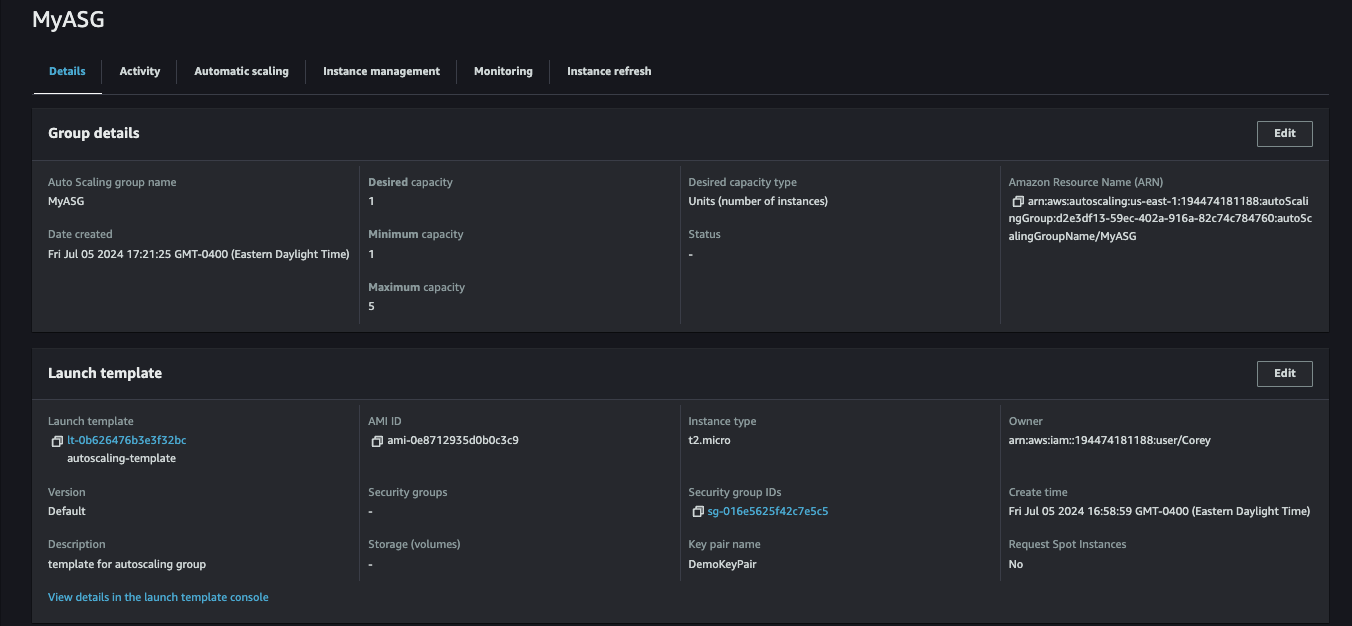 MyASG
Details
Activity
Automatic scaling
Instance management
Monitoring
Instance refresh
Group details
Edit
Auto Scaling group name
MyASG
Date created
Fri Jul 05 2024 17:21:25 GMT-0400 (Eastern Daylight Time)
Desired capacity
1
Minimum capacity
1
Maximum capacity
5
Desired capacity type
Units (number of instances)
Status
-
Amazon Resource Name (ARN)
arn:aws:autoscaling:us-east-1:194474181188:autoScali
ngGroup:d2e3df13-59ec-402a-916a-82c74c784760:autoSc
alingGroupName/MyASG
Launch template
Edit
Launch template
lt-0b626476b3e3f32bc
autoscaling-template
Version
Default
Description
template for autoscaling group
View details in the launch template console
AMI ID
ami-0e8712935d0b0c3c9
Security groups
-
Storage (volumes)
-
Instance type
t2.micro
Security group IDs
sg-016e5625f42c7e5c5
Key pair name
DemoKeyPair
Owner
arn:aws:iam::194474181188:user/Corey
Create time
Fri Jul 05 2024 16:58:59 GMT-0400 (Eastern Daylight Time)
Request Spot Instances
No